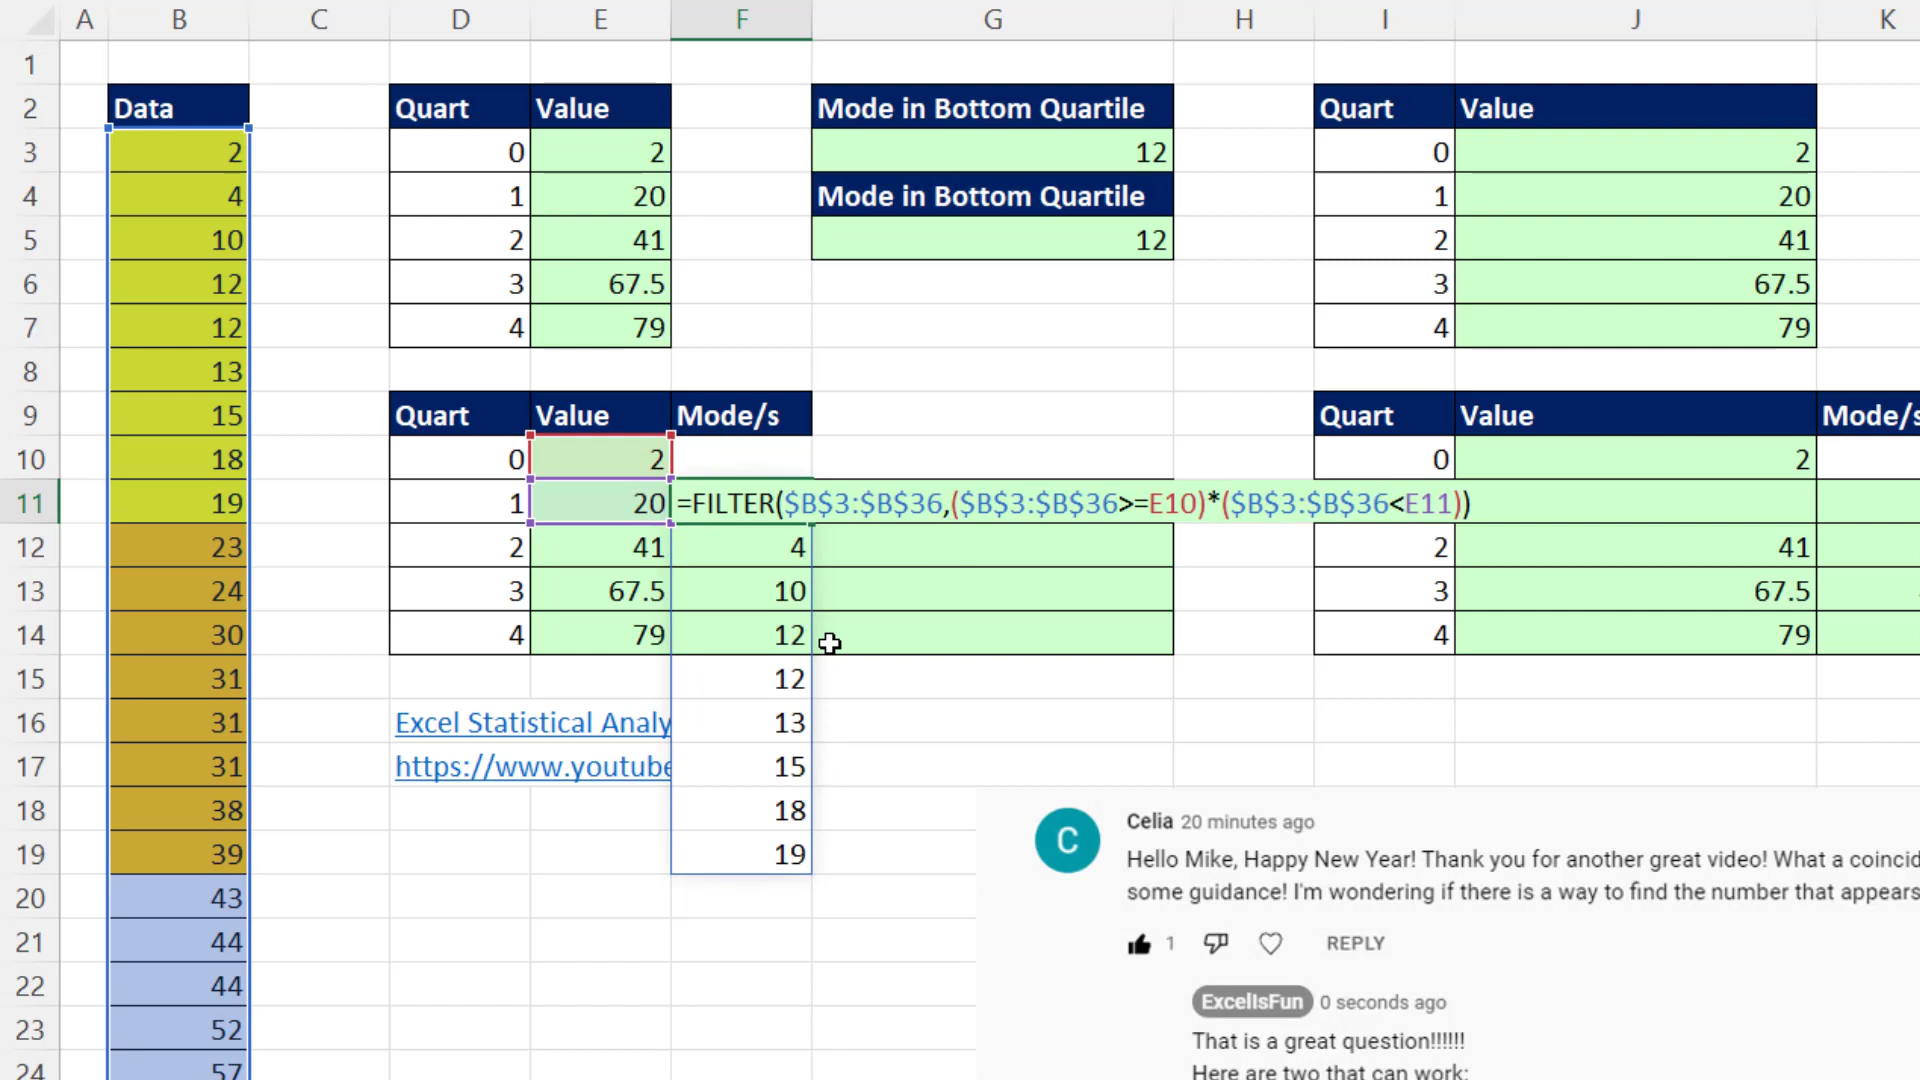 A B C D E F G H I J K
1
2 Data Quart Value Mode in Bottom Quartile Quart Value
3 2 0 2 12 0 2
4 4 1 20 Mode in Bottom Quartile 1 20
5 10 2 41 12 2 41
6 12 3 67.5 3 67.5
7 12 4 79 4 79
8 13
9 15 Quart Value Mode/s Quart Value Mode/s
10 18 0 2 0 2
11 19 1 20 =FILTER($B$3:$B$36,($B$3:$B$36>=E10)*($B$3:$B$36<E11))
12 23 2 41 4 2 41
13 24 3 67.5 10 3 67.5
14 30 4 79 12 4 79
15 31 12
16 31 Excel Statistical Analy 13
17 31 https://www.youtube 15
18 38 18
19 39 19
20 43
21 44
22 44
23 52
24 57
C Celia 20 minutes ago
Hello Mike, Happy New Year! Thank you for another great video! What a coincid
some guidance! I'm wondering if there is a way to find the number that appears
1 REPLY
ExcelIsFun 0 seconds ago
That is a great question!!!!!!
Here are two that can work: